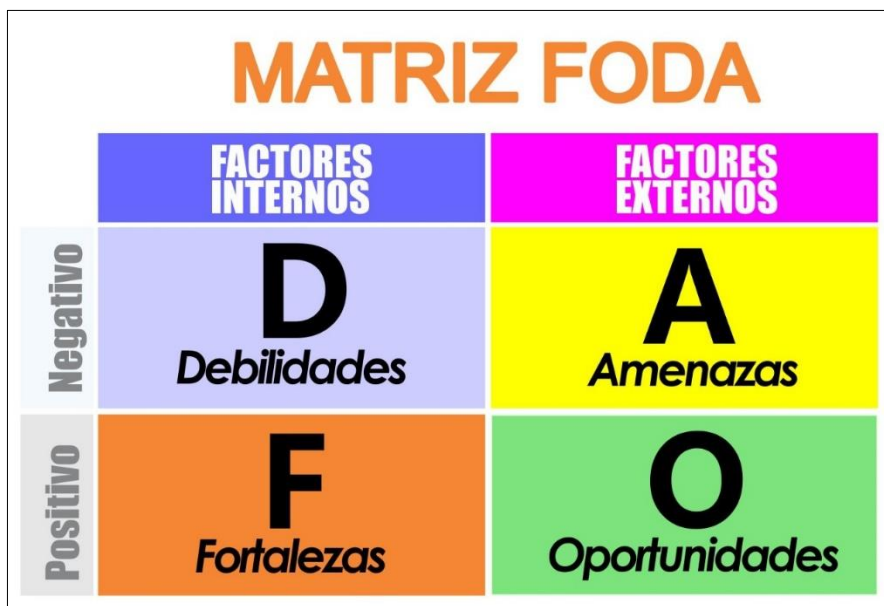 MATRIZ FODA
FACTORES
INTERNOS
FACTORES
EXTERNOS
Negativo
D
Debilidades
A
Amenazas
Positivo
F
Fortalezas
O
Oportunidades